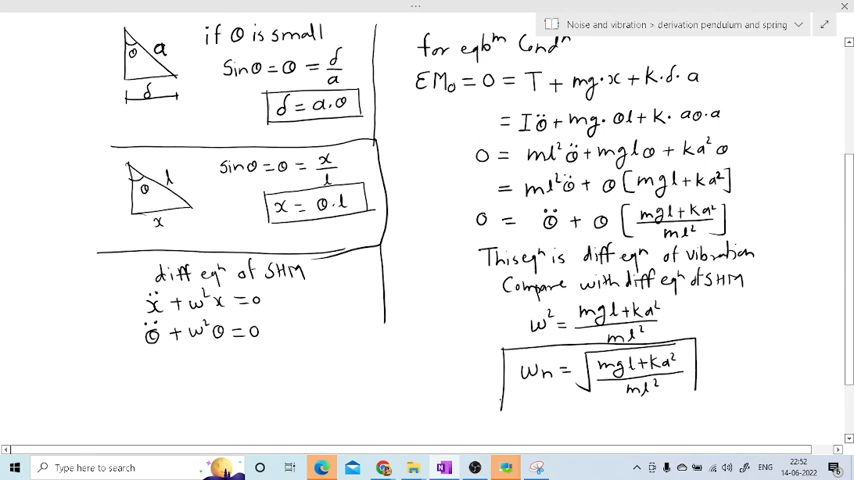 Noise and vibration > derivation pendulum and spring
if θ is small
θ
a
δ
Sinθ = θ = δ/a
δ = a.θ
θ
l
x
sinθ = θ = x/l
x = θ.l
diff eqⁿ of SHM
ẍ + ω²x = 0
θ̈ + ω²θ = 0
for eqbᵐ Condⁿ
ΣM₀ = 0 = T + mg.x + k.δ.a
= Iθ̈ + mg.θl + k.aθ.a
0 = ml²θ̈ + mglθ + ka²θ
= ml²θ̈ + θ[mgl+ka²]
0 = θ̈ + θ [mgl+ka²/ml²]
This eqⁿ is diff eqⁿ of vibration
Compare with diff eqⁿ of SHM
ω² = mgl+ka²/ml²
ωn = √(mgl+ka²/ml²)
Type here to search
ENG
22:52
14-06-2022